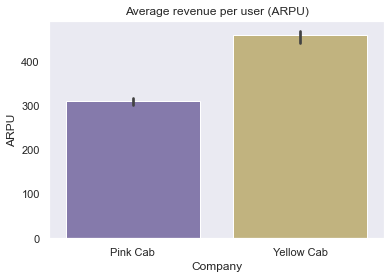 Average revenue per user (ARPU)
400
300
200
100
0
ARPU
Pink Cab
Yellow Cab
Company